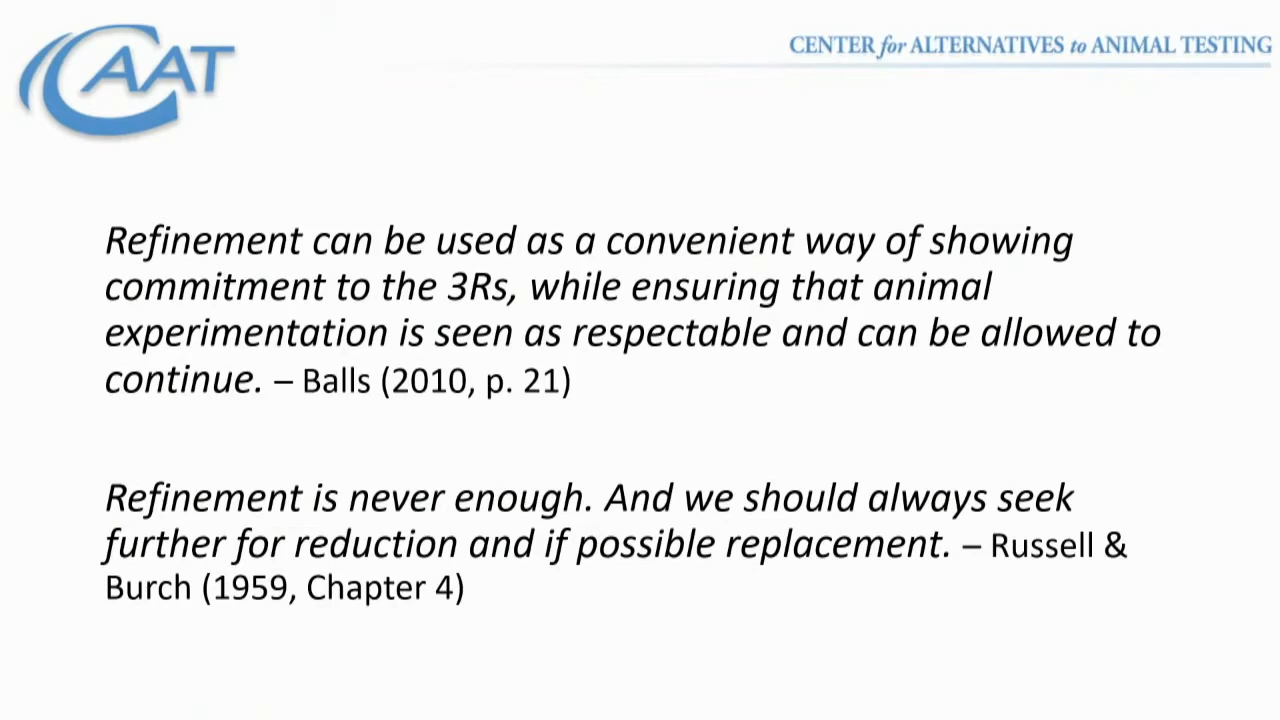 CAAT
CENTER for ALTERNATIVES to ANIMAL TESTING
Refinement can be used as a convenient way of showing
commitment to the 3Rs, while ensuring that animal
experimentation is seen as respectable and can be allowed to
continue. – Balls (2010, p. 21)
Refinement is never enough. And we should always seek
further for reduction and if possible replacement. – Russell &
Burch (1959, Chapter 4)